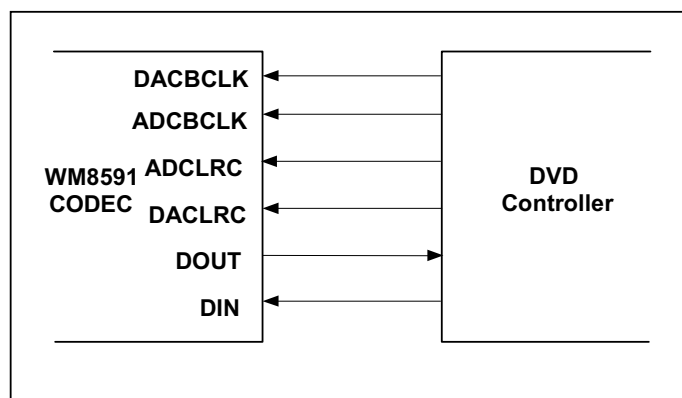 DACBCLK
ADCBCLK
ADCLRC
WM8591
CODEC
DACLRC
DOUT
DIN
DVD
Controller